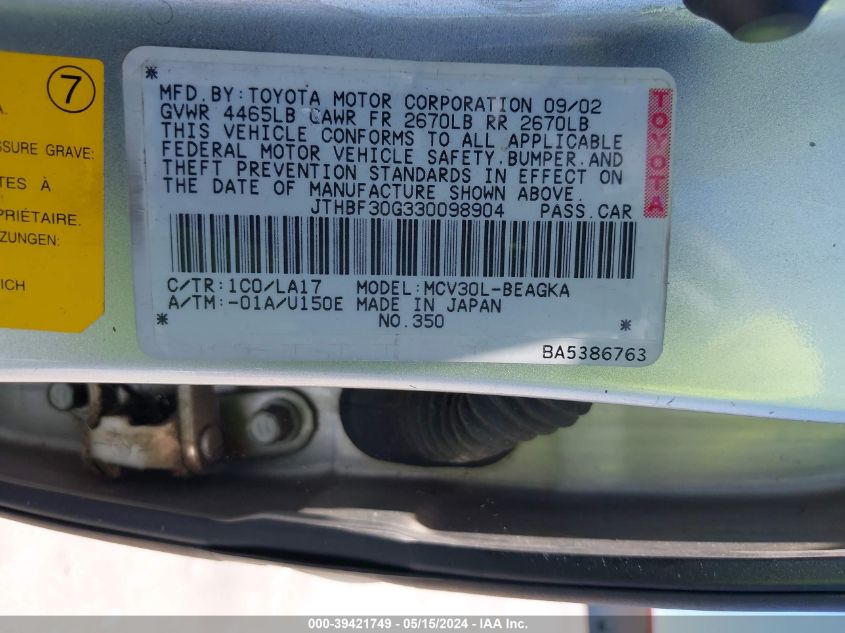 7
A.
SSURE GRAVE:
TES À
PRIÉTAIRE.
ZUNGEN:
ICH
MFD.BY:TOYOTA MOTOR CORPORATION 09/02
GVWR 4465LB GAWR FR 2670LB RR 2670LB
THIS VEHICLE CONFORMS TO ALL APPLICABLE
FEDERAL MOTOR VEHICLE SAFETY.BUMPER.AND
THEFT PREVENTION STANDARDS IN EFFECT ON
THE DATE OF MANUFACTURE SHOWN ABOVE.
JTHBF30G330098904 PASS.CAR
TOYOTA
C/TR:1C0/LA17 MODEL:MCV30L-BEAGKA
A/TM:-01A/U150E MADE IN JAPAN
NO.350
BA5386763
000-39421749 - 05/15/2024 - IAA Inc.